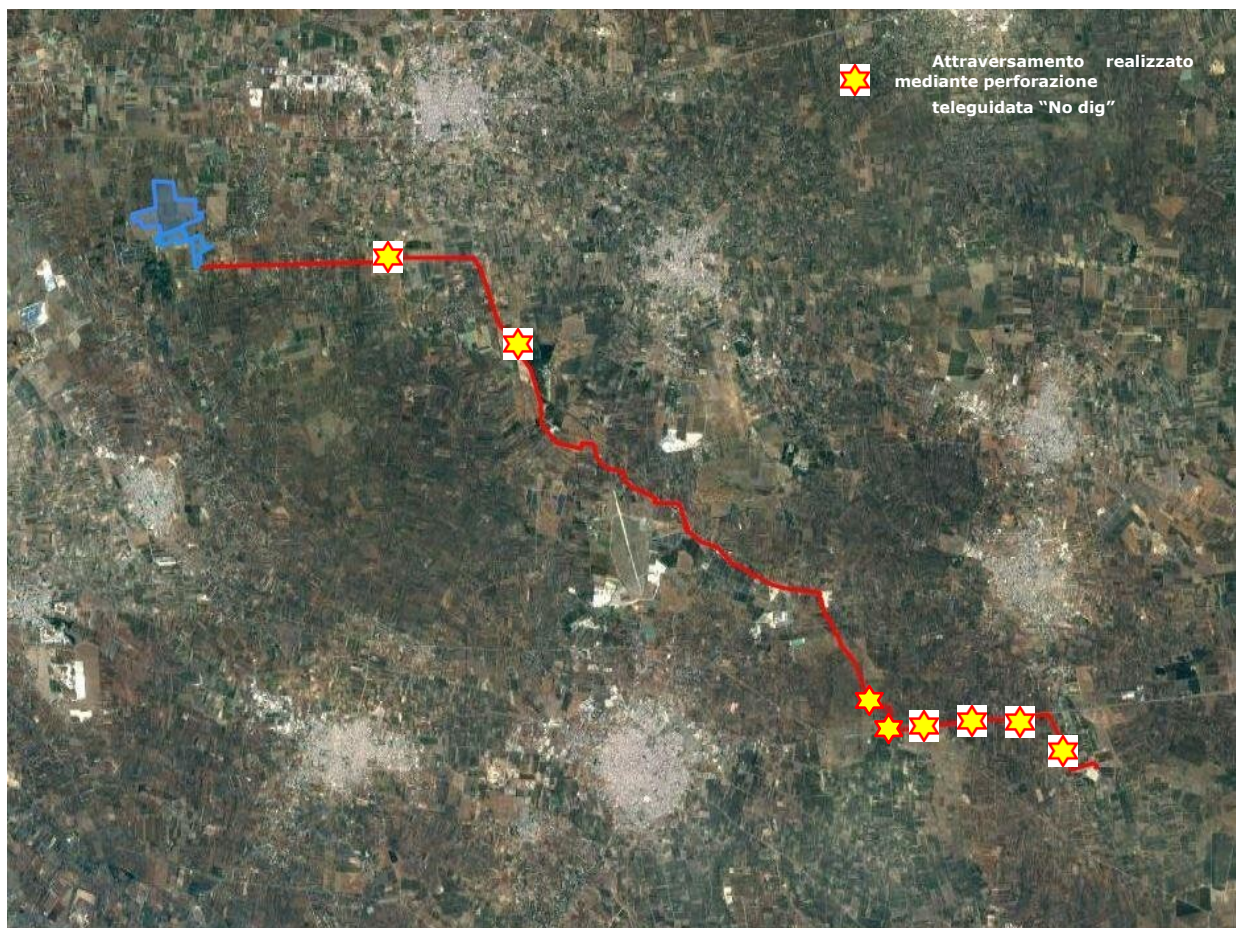 Attraversamento realizzato
mediante perforazione
teleguidata “No dig”